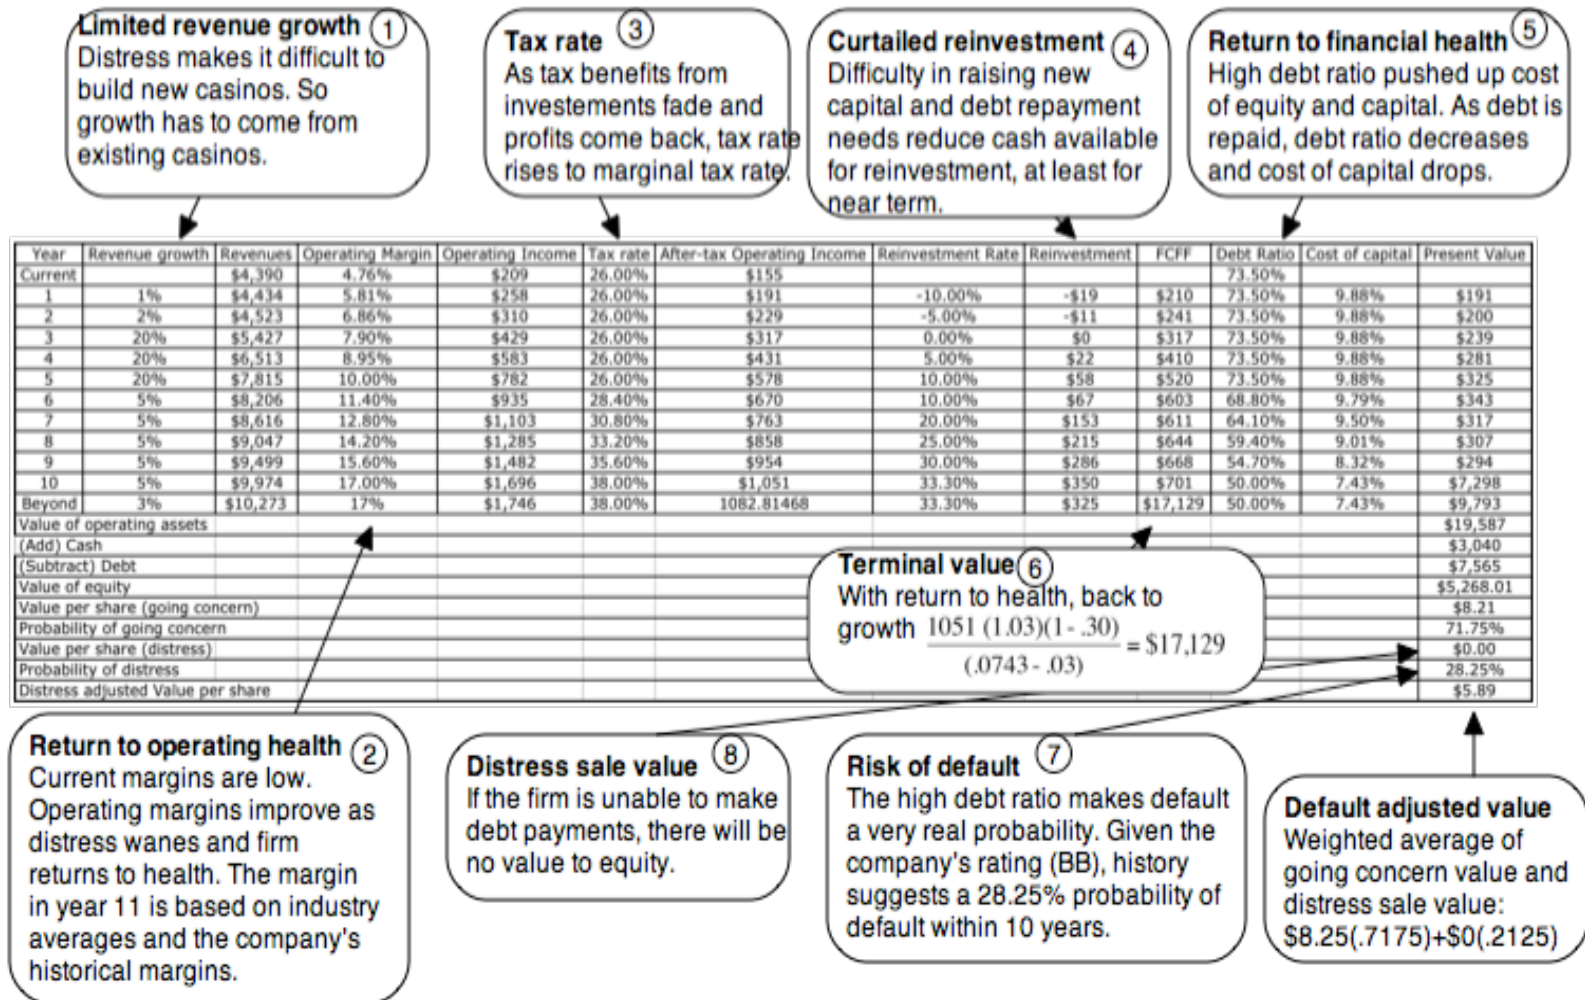 Limited revenue growth 1
Distress makes it difficult to
build new casinos. So
growth has to come from
existing casinos.
Tax rate 3
As tax benefits from
investements fade and
profits come back, tax rate
rises to marginal tax rate.
Curtailed reinvestment 4
Difficulty in raising new
capital and debt repayment
needs reduce cash available
for reinvestment, at least for
near term.
Return to financial health 5
High debt ratio pushed up cost
of equity and capital. As debt is
repaid, debt ratio decreases
and cost of capital drops.
Year Revenue growth Revenues Operating Margin Operating Income Tax rate After-tax Operating Income Reinvestment Rate Reinvestment FCFF Debt Ratio Cost of capital Present Value
Current $4,390 4.76% $209 26.00% $155 73.50%
1 1% $4,434 5.81% $258 26.00% $191 -10.00% -$19 $210 73.50% 9.88% $191
2 2% $4,523 6.86% $310 26.00% $229 -5.00% -$11 $241 73.50% 9.88% $200
3 20% $5,427 7.90% $429 26.00% $317 0.00% $0 $317 73.50% 9.88% $239
4 20% $6,513 8.95% $583 26.00% $431 5.00% $22 $410 73.50% 9.88% $281
5 20% $7,815 10.00% $782 26.00% $578 10.00% $58 $520 73.50% 9.88% $325
6 5% $8,206 11.40% $935 28.40% $670 10.00% $67 $603 68.80% 9.79% $343
7 5% $8,616 12.80% $1,103 30.80% $763 20.00% $153 $611 64.10% 9.50% $317
8 5% $9,047 14.20% $1,285 33.20% $858 25.00% $215 $644 59.40% 9.01% $307
9 5% $9,499 15.60% $1,482 35.60% $954 30.00% $286 $668 54.70% 8.32% $294
10 5% $9,974 17.00% $1,696 38.00% $1,051 33.30% $350 $701 50.00% 7.43% $7,298
Beyond 3% $10,273 17% $1,746 38.00% 1082.81468 33.30% $325 $17,129 50.00% 7.43% $9,793
Value of operating assets $19,587
(Add) Cash $3,040
(Subtract) Debt $7,565
Value of equity $5,268.01
Value per share (going concern) $8.21
Probability of going concern 71.75%
Value per share (distress) $0.00
Probability of distress 28.25%
Distress adjusted Value per share $5.89
Terminal value 6
With return to health, back to
growth 1051 (1.03)(1- .30) / (.0743 - .03) = $17,129
Return to operating health 2
Current margins are low.
Operating margins improve as
distress wanes and firm
returns to health. The margin
in year 11 is based on industry
averages and the company's
historical margins.
Distress sale value 8
If the firm is unable to make
debt payments, there will be
no value to equity.
Risk of default 7
The high debt ratio makes default
a very real probability. Given the
company's rating (BB), history
suggests a 28.25% probability of
default within 10 years.
Default adjusted value
Weighted average of
going concern value and
distress sale value:
$8.25(.7175)+$0(.2125)